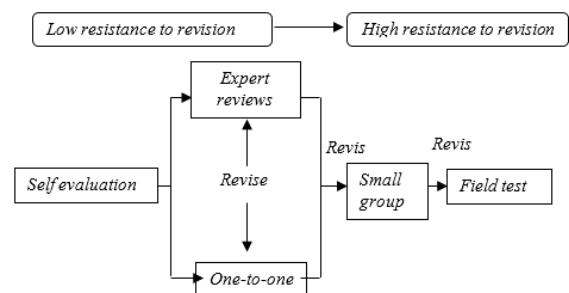 Low resistance to revision
High resistance to revision
Expert
reviews
Revis
Revis
Self evaluation
Revise
Small
group
Field test
One-to-one